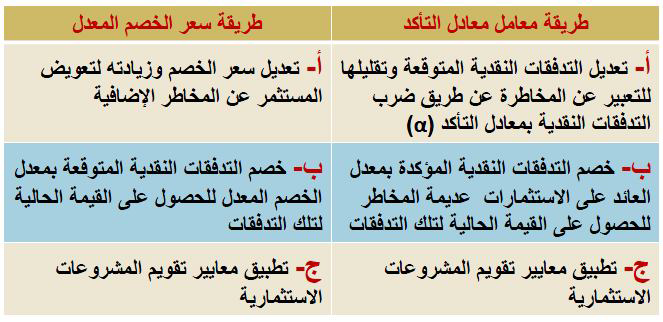 طريقة معامل معادل التأكد
طريقة سعر الخصم المعدل
أ- تعديل التدفقات النقدية المتوقعة وتقليلها
للتعبير عن المخاطرة عن طريق ضرب
التدفقات النقدية بمعادل التأكد (α)
أ- تعديل سعر الخصم وزيادته لتعويض
المستثمر عن المخاطر الإضافية
ب- خصم التدفقات النقدية المؤكدة بمعدل
العائد على الاستثمارات عديمة المخاطر
للحصول على القيمة الحالية لتلك التدفقات
ب- خصم التدفقات النقدية المتوقعة بمعدل
الخصم المعدل للحصول على القيمة الحالية
لتلك التدفقات
ج- تطبيق معايير تقويم المشروعات
الاستثمارية
ج- تطبيق معايير تقويم المشروعات
الاستثمارية